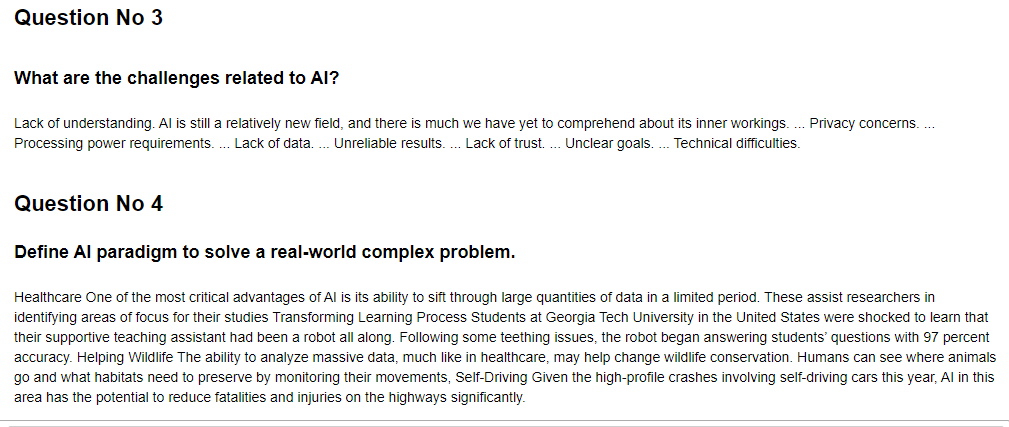 Question No 3
What are the challenges related to AI?
Lack of understanding. AI is still a relatively new field, and there is much we have yet to comprehend about its inner workings. ... Privacy concerns. ...
Processing power requirements. ... Lack of data. ... Unreliable results. ... Lack of trust. ... Unclear goals. ... Technical difficulties.
Question No 4
Define AI paradigm to solve a real-world complex problem.
Healthcare One of the most critical advantages of AI is its ability to sift through large quantities of data in a limited period. These assist researchers in
identifying areas of focus for their studies Transforming Learning Process Students at Georgia Tech University in the United States were shocked to learn that
their supportive teaching assistant had been a robot all along. Following some teething issues, the robot began answering students' questions with 97 percent
accuracy. Helping Wildlife The ability to analyze massive data, much like in healthcare, may help change wildlife conservation. Humans can see where animals
go and what habitats need to preserve by monitoring their movements, Self-Driving Given the high-profile crashes involving self-driving cars this year, AI in this
area has the potential to reduce fatalities and injuries on the highways significantly.